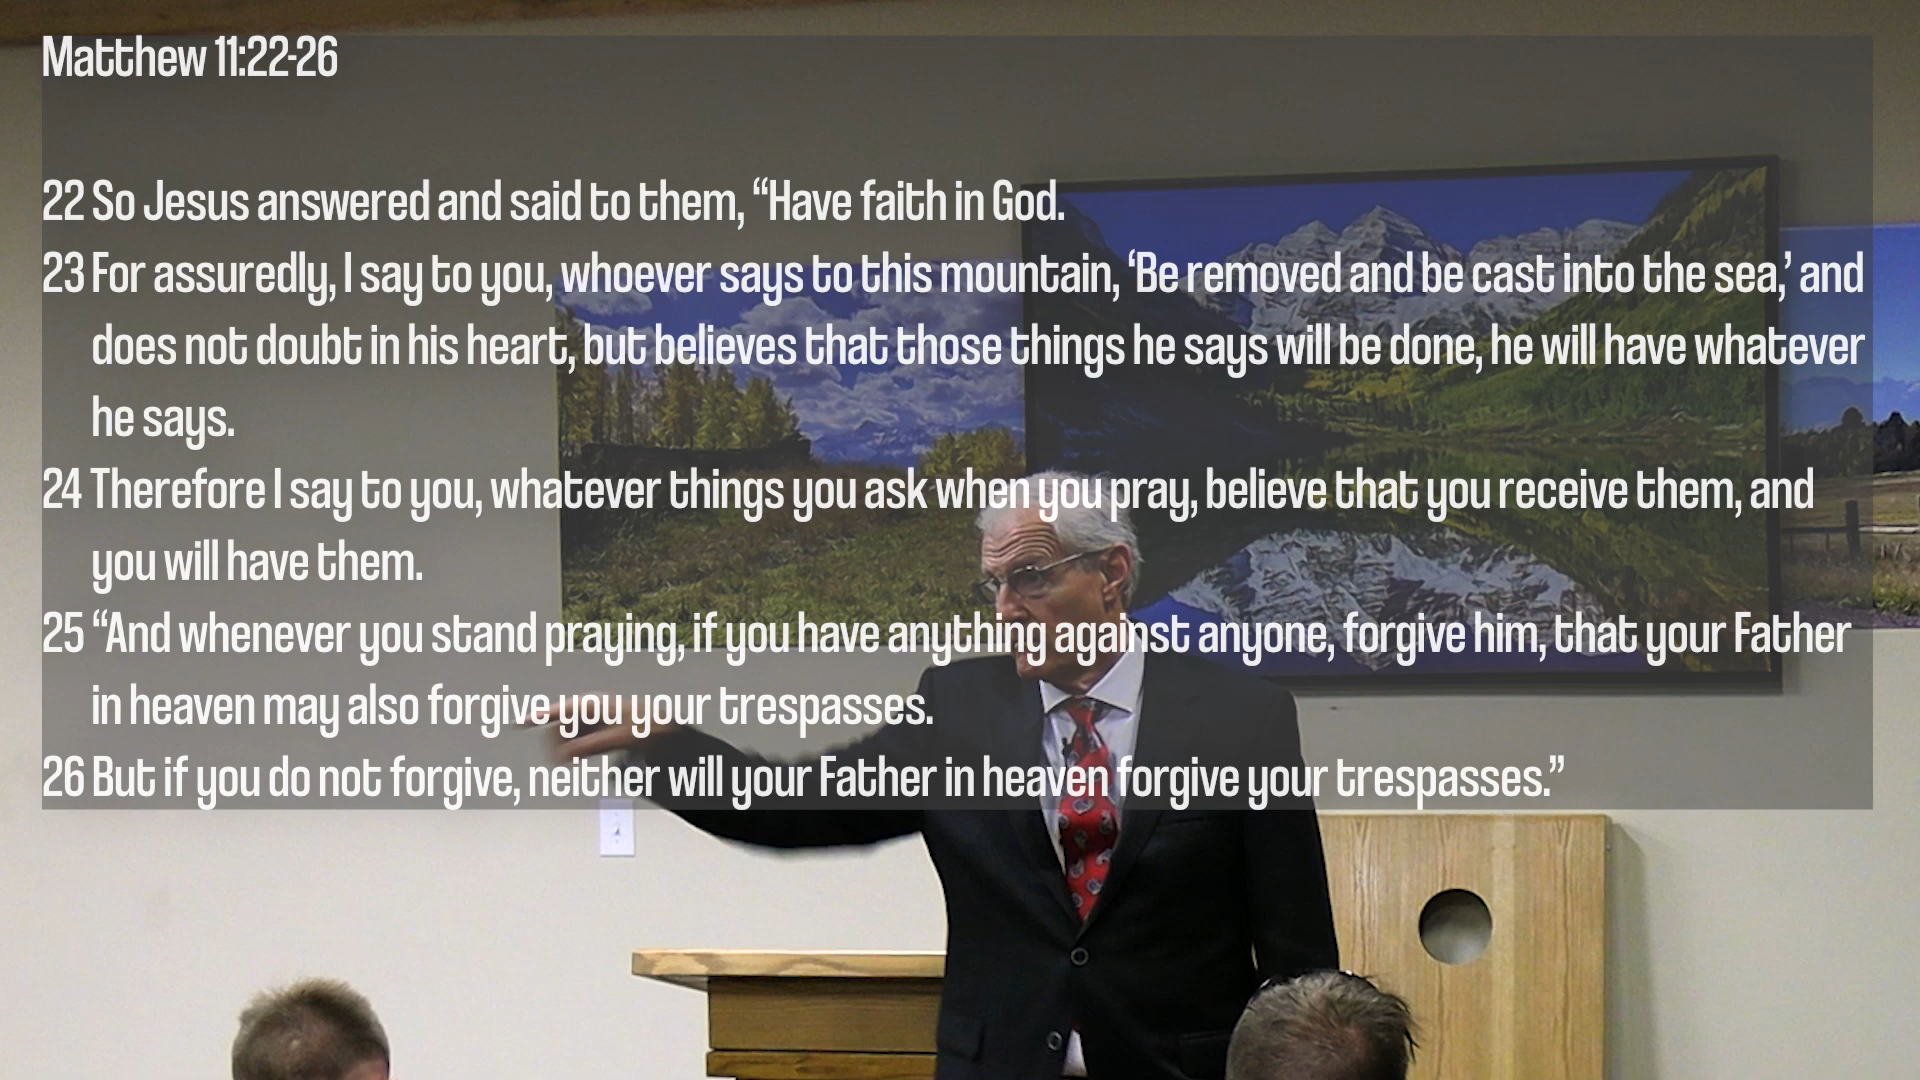 Matthew 11:22-26
22 So Jesus answered and said to them, “Have faith in God.
23 For assuredly, I say to you, whoever says to this mountain, ‘Be removed and be cast into the sea,’ and
does not doubt in his heart, but believes that those things he says will be done, he will have whatever
he says.
24 Therefore I say to you, whatever things you ask when you pray, believe that you receive them, and
you will have them.
25 “And whenever you stand praying, if you have anything against anyone, forgive him, that your Father
in heaven may also forgive you your trespasses.
26 But if you do not forgive, neither will your Father in heaven forgive your trespasses.”